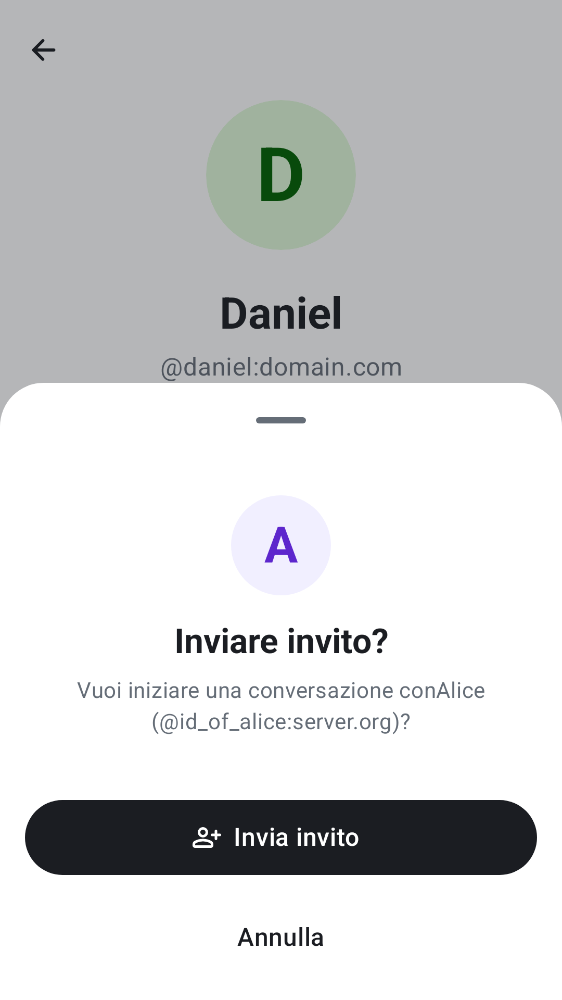 D
Daniel
@daniel:domain.com
A
Inviare invito?
Vuoi iniziare una conversazione conAlice
(@id_of_alice:server.org)?
Invia invito
Annulla